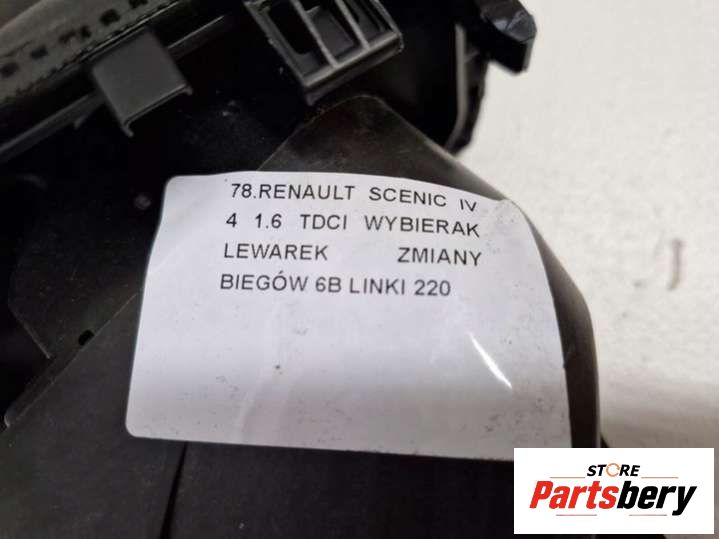 78.RENAULT SCENIC IV
4 1.6 TDCI WYBIERAK
LEWAREK ZMIANY
BIEGÓW 6B LINKI 220
STORE
Partsbery